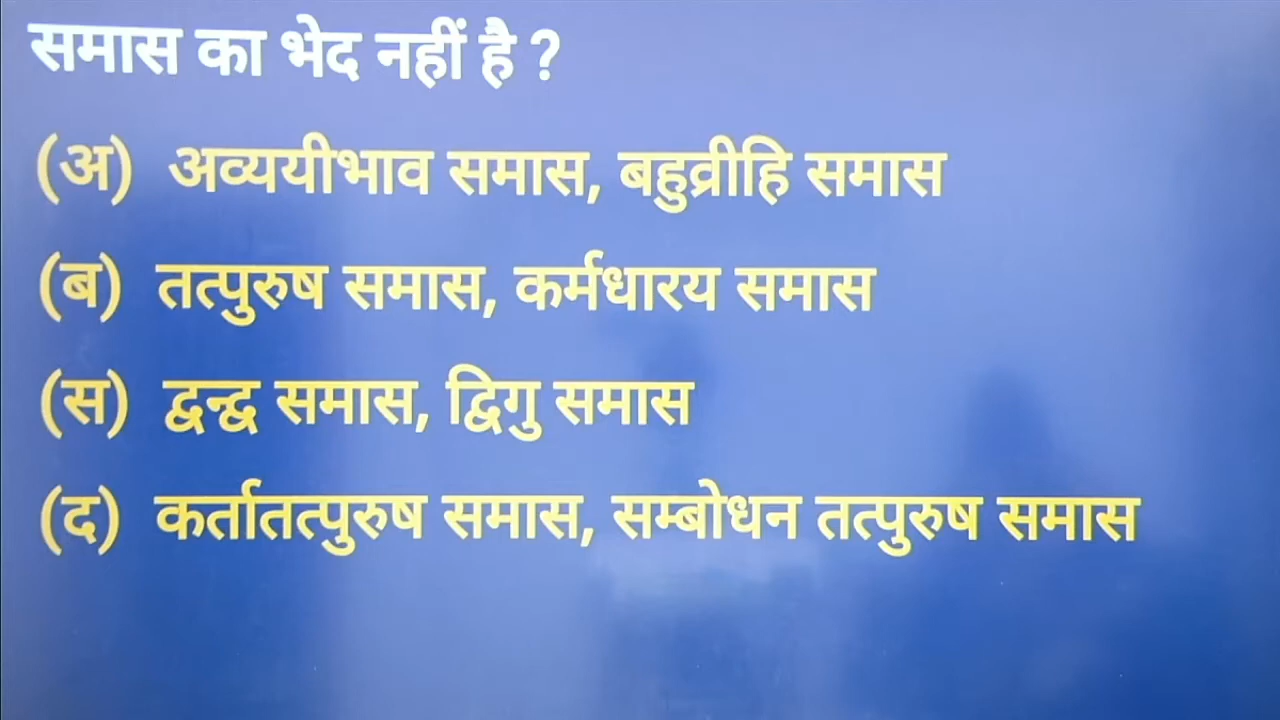 समास का भेद नहीं है ?
(अ) अव्ययीभाव समास, बहुव्रीहि समास
(ब) तत्पुरुष समास, कर्मधारय समास
(स) द्वन्द्व समास, द्विगु समास
(द) कर्तातत्पुरुष समास, सम्बोधन तत्पुरुष समास